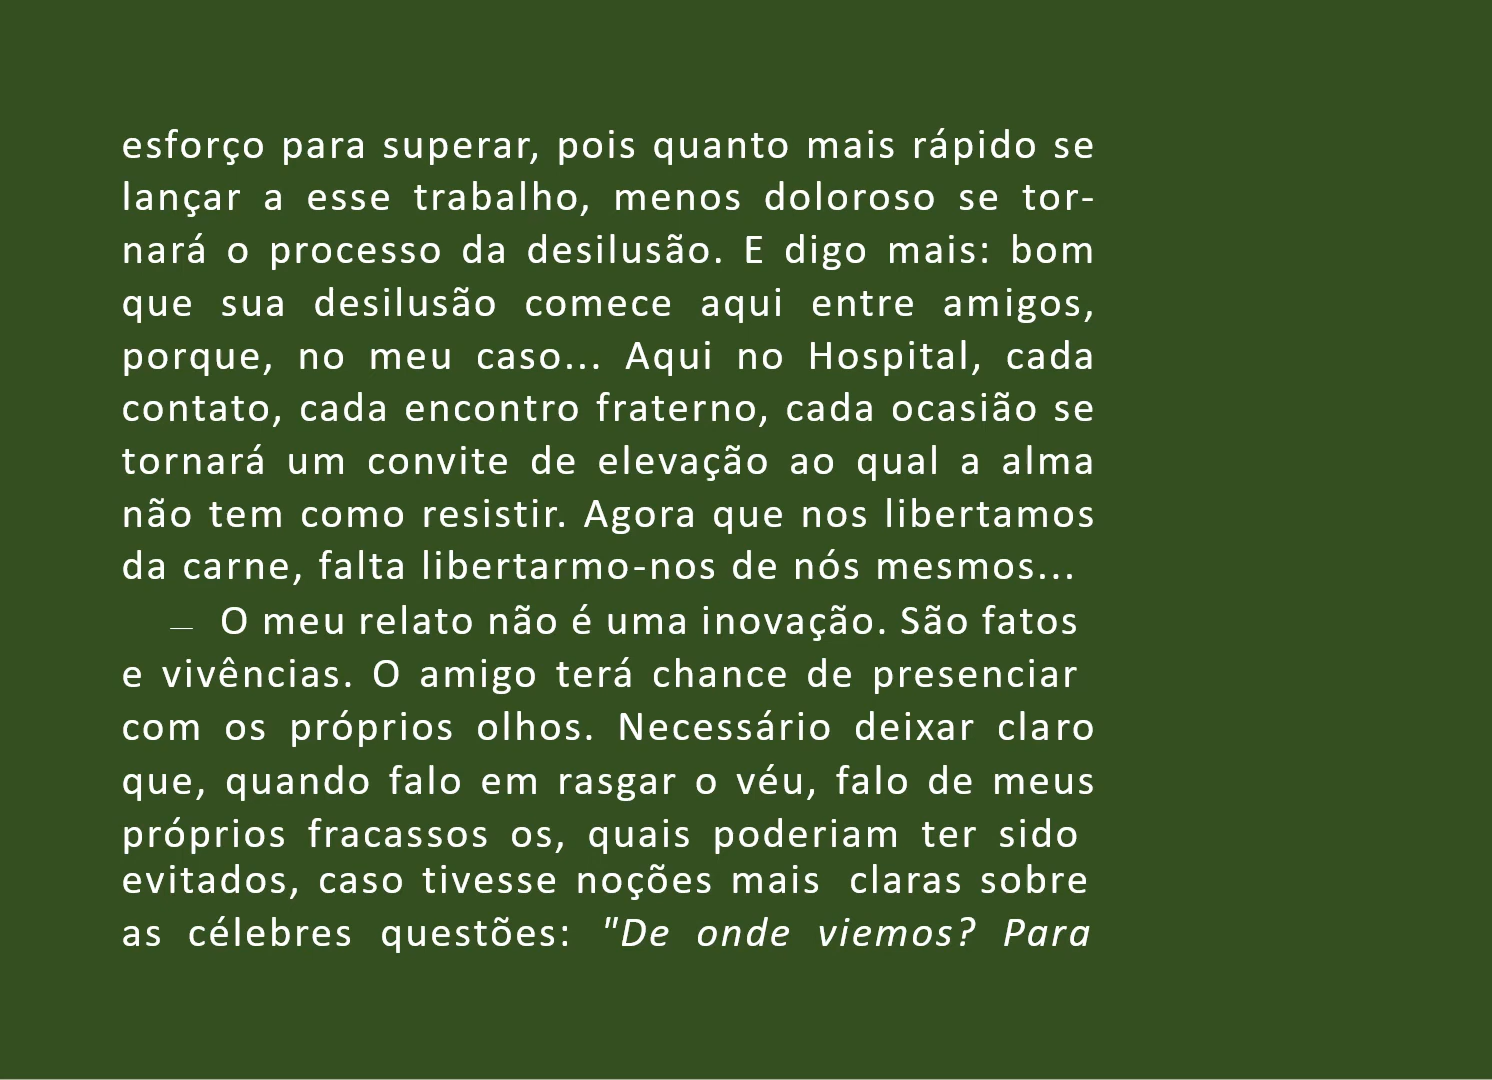 esforço para superar, pois quanto mais rápido se
lançar a esse trabalho, menos doloroso se tor-
nará o processo da desilusão. E digo mais: bom
que sua desilusão comece aqui entre amigos,
porque, no meu caso... Aqui no Hospital, cada
contato, cada encontro fraterno, cada ocasião se
tornará um convite de elevação ao qual a alma
não tem como resistir. Agora que nos libertamos
da carne, falta libertarmo-nos de nós mesmos...
— O meu relato não é uma inovação. São fatos
e vivências. O amigo terá chance de presenciar
com os próprios olhos. Necessário deixar claro
que, quando falo em rasgar o véu, falo de meus
próprios fracassos os, quais poderiam ter sido
evitados, caso tivesse noções mais claras sobre
as célebres questões: "De onde viemos? Para